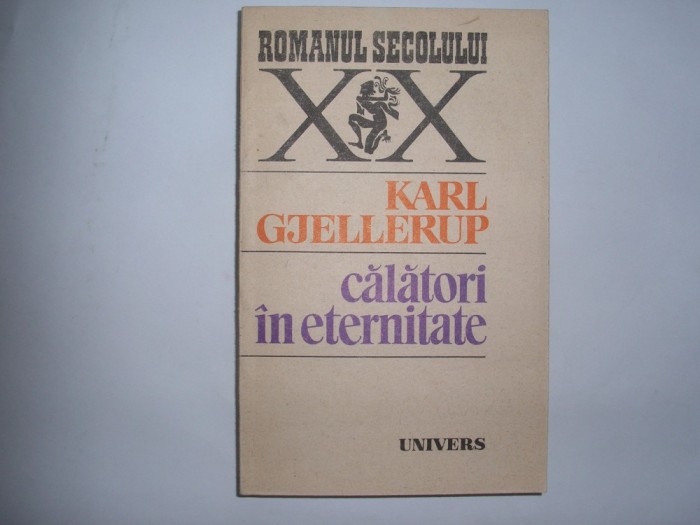 ROMANUL SECOLULUI
XX
KARL
GJELLERUP
călători
în eternitate
UNIVERS